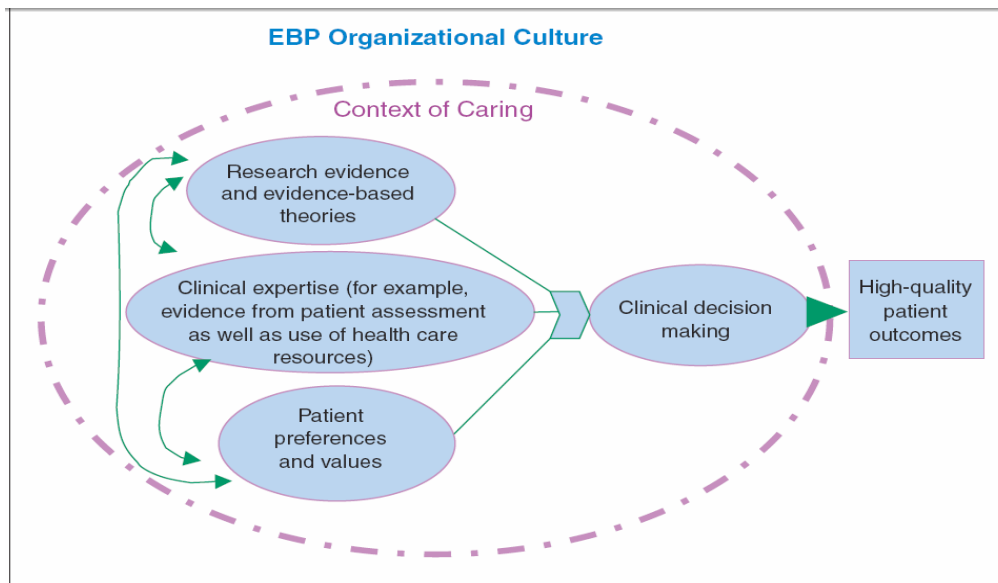 EBP Organizational Culture
Context of Caring
Research evidence
and evidence-based
theories
Clinical expertise (for example,
evidence from patient assessment
as well as use of health care
resources)
Patient
preferences
and values
Clinical decision
making
High-quality
patient
outcomes